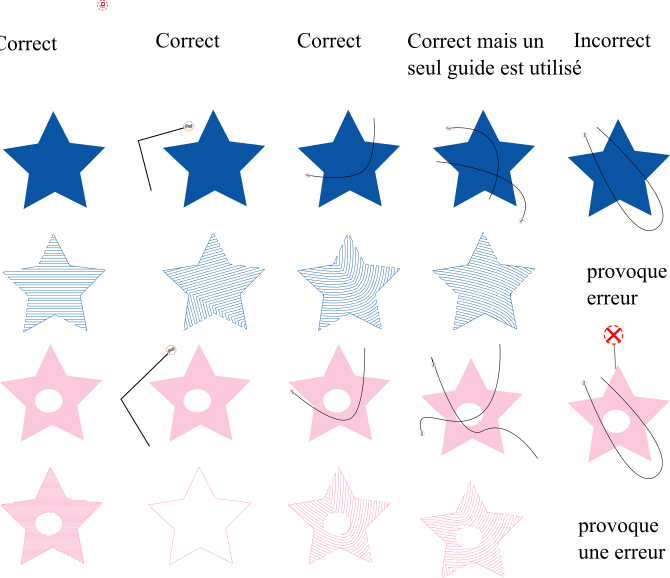 Correct
Correct
Correct
Correct mais un
seul guide est utilisé
Incorrect
provoque
erreur
provoque
une erreur